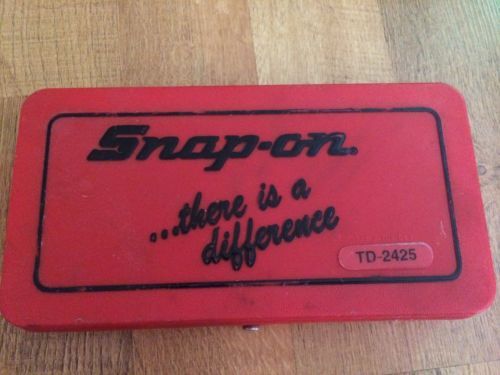 Snap-on.
...there is a
difference
TD-2425